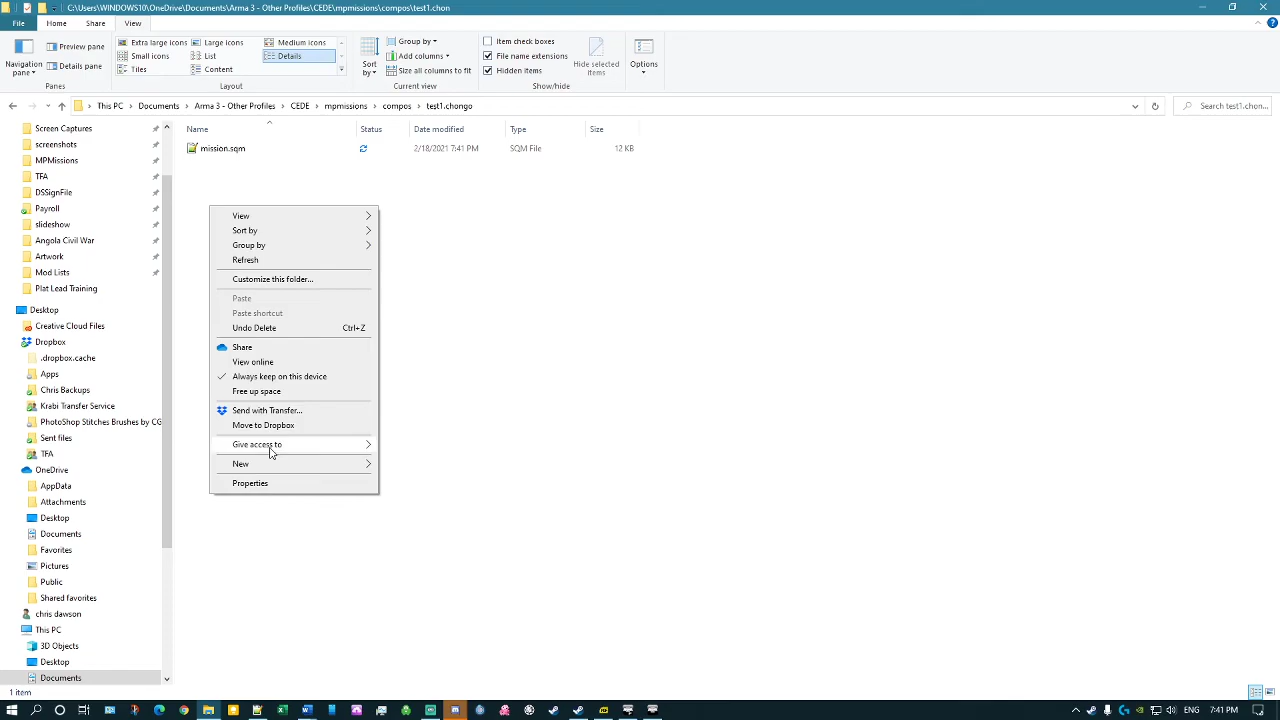 C:\Users\WINDOWS10\OneDrive\Documents\Arma 3 - Other Profiles\CEDE\mpmissions\compos\test1.chon
File Home Share View
Navigation pane
Preview pane
Details pane
Panes
Extra large icons Large icons Medium icons
Small icons List Details
Tiles Content
Layout
Sort by
Group by
Add columns
Size all columns to fit
Current view
Item check boxes
File name extensions
Hidden items
Hide selected items
Show/hide
Options
This PC Documents Arma 3 - Other Profiles CEDE mpmissions compos test1.chongo
Search test1.chon...
Name Status Date modified Type Size
mission.sqm 2/18/2021 7:41 PM SQM File 12 KB
Screen Captures
screenshots
MPMissions
TFA
DSSignFile
Payroll
slideshow
Angola Civil War
Artwork
Mod Lists
Plat Lead Training
Desktop
Creative Cloud Files
Dropbox
.dropbox.cache
Apps
Chris Backups
Krabi Transfer Service
PhotoShop Stitches Brushes by CG
Sent files
TFA
OneDrive
AppData
Attachments
Desktop
Documents
Favorites
Pictures
Public
Shared favorites
chris dawson
This PC
3D Objects
Desktop
Documents
View
Sort by
Group by
Refresh
Customize this folder...
Paste
Paste shortcut
Undo Delete Ctrl+Z
Share
View online
Always keep on this device
Free up space
Send with Transfer...
Move to Dropbox
Give access to
New
Properties
1 item
7:41 PM